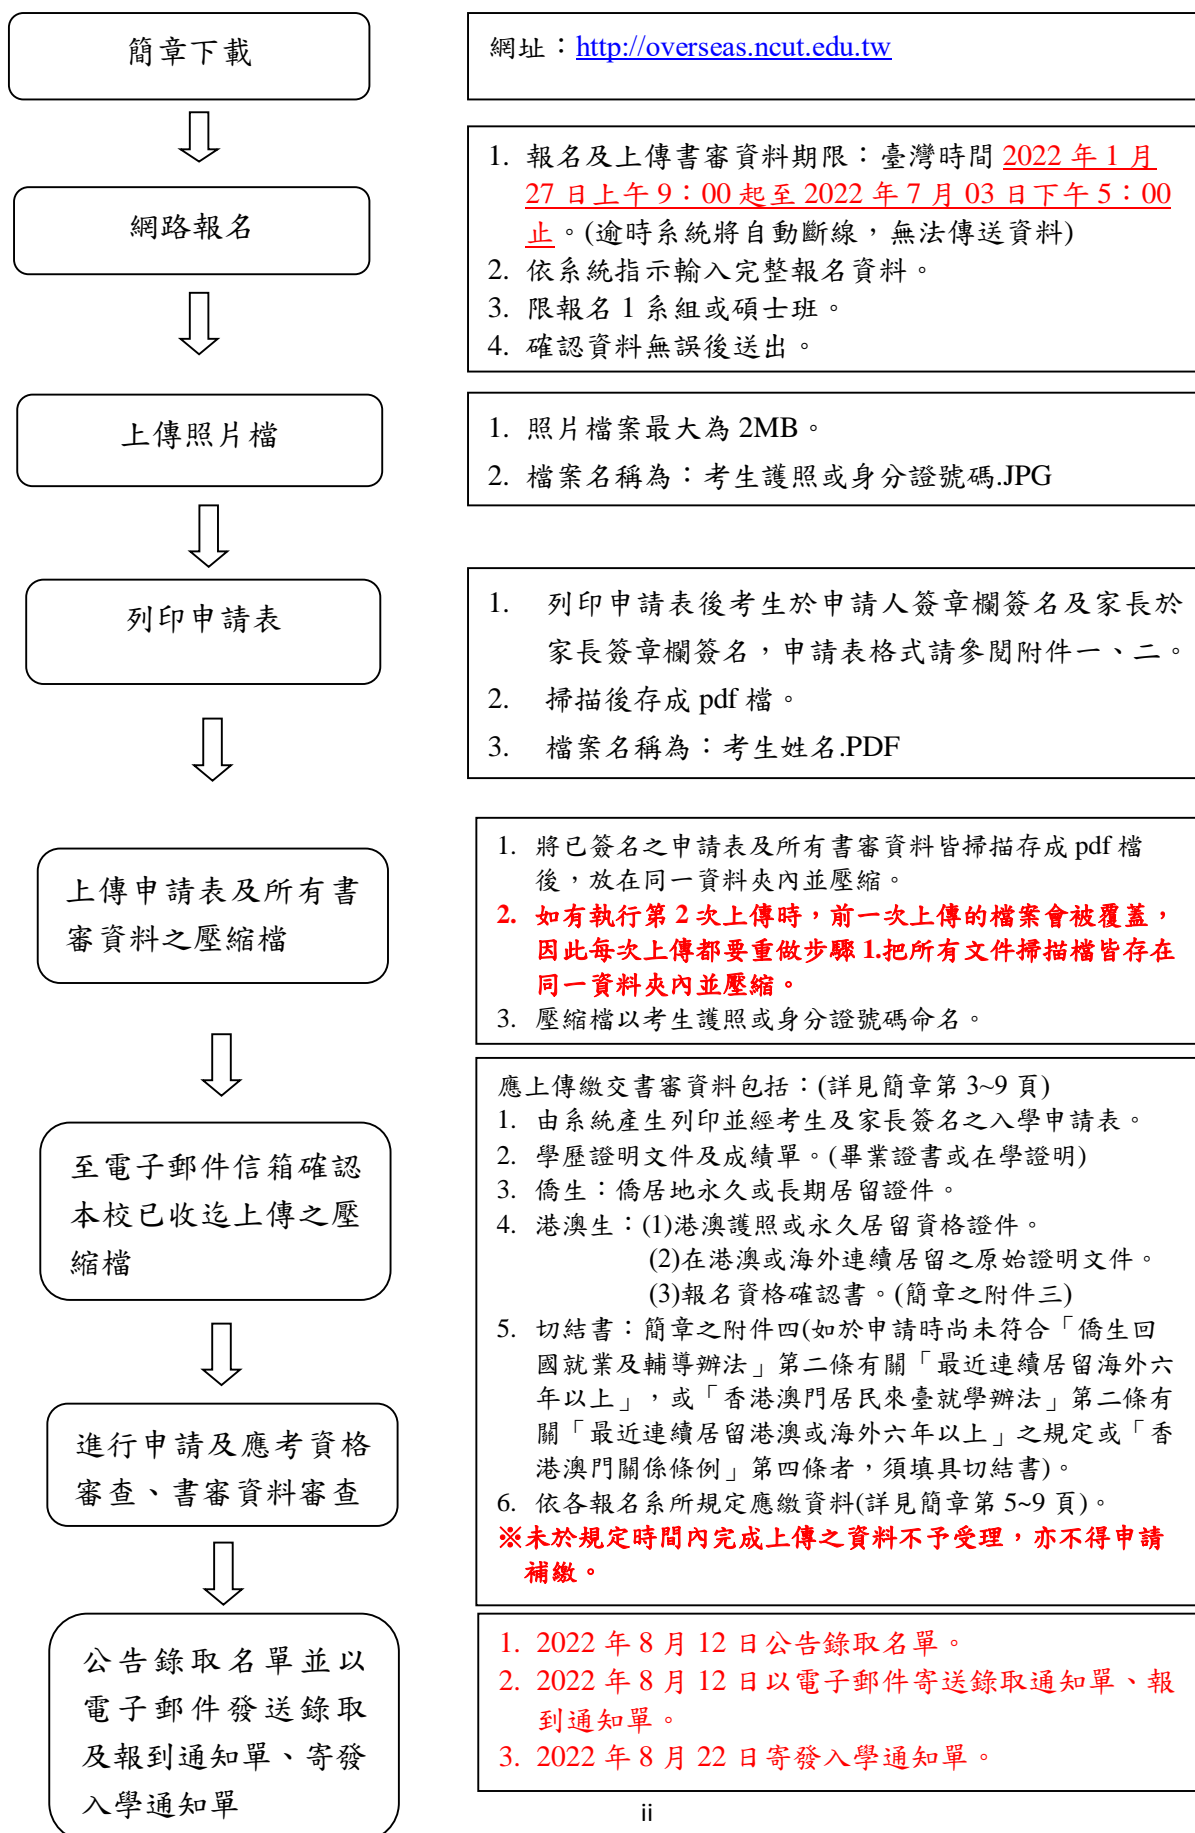 簡章下載
網址：http://overseas.ncut.edu.tw
網路報名
1. 報名及上傳書審資料期限：臺灣時間 2022 年 1 月
27 日上午 9：00 起至 2022 年 7 月 03 日下午 5：00
止。(逾時系統將自動斷線，無法傳送資料)
2. 依系統指示輸入完整報名資料。
3. 限報名 1 系組或碩士班。
4. 確認資料無誤後送出。
上傳照片檔
1. 照片檔案最大為 2MB。
2. 檔案名稱為：考生護照或身分證號碼.JPG
列印申請表
1. 列印申請表後考生於申請人簽章欄簽名及家長於
家長簽章欄簽名，申請表格式請參閱附件一、二。
2. 掃描後存成 pdf 檔。
3. 檔案名稱為：考生姓名.PDF
上傳申請表及所有書
審資料之壓縮檔
1. 將已簽名之申請表及所有書審資料皆掃描存成 pdf 檔
後，放在同一資料夾內並壓縮。
2. 如有執行第 2 次上傳時，前一次上傳的檔案會被覆蓋，
因此每次上傳都要重做步驟 1.把所有文件掃描檔皆存在
同一資料夾內並壓縮。
3. 壓縮檔以考生護照或身分證號碼命名。
至電子郵件信箱確認
本校已收迄上傳之壓
縮檔
進行申請及應考資格
審查、書審資料審查
應上傳繳交書審資料包括：(詳見簡章第 3~9 頁)
1. 由系統產生列印並經考生及家長簽名之入學申請表。
2. 學歷證明文件及成績單。(畢業證書或在學證明)
3. 僑生：僑居地永久或長期居留證件。
4. 港澳生：(1)港澳護照或永久居留資格證件。
(2)在港澳或海外連續居留之原始證明文件。
(3)報名資格確認書。(簡章之附件三)
5. 切結書：簡章之附件四(如於申請時尚未符合「僑生回
國就業及輔導辦法」第二條有關「最近連續居留海外六
年以上」，或「香港澳門居民來臺就學辦法」第二條有
關「最近連續居留港澳或海外六年以上」之規定或「香
港澳門關係條例」第四條者，須填具切結書)。
6. 依各報名系所規定應繳資料(詳見簡章第 5~9 頁)。
※未於規定時間內完成上傳之資料不予受理，亦不得申請
補繳。
公告錄取名單並以
電子郵件發送錄取
及報到通知單、寄發
入學通知單
1. 2022 年 8 月 12 日公告錄取名單。
2. 2022 年 8 月 12 日以電子郵件寄送錄取通知單、報
到通知單。
3. 2022 年 8 月 22 日寄發入學通知單。
ii